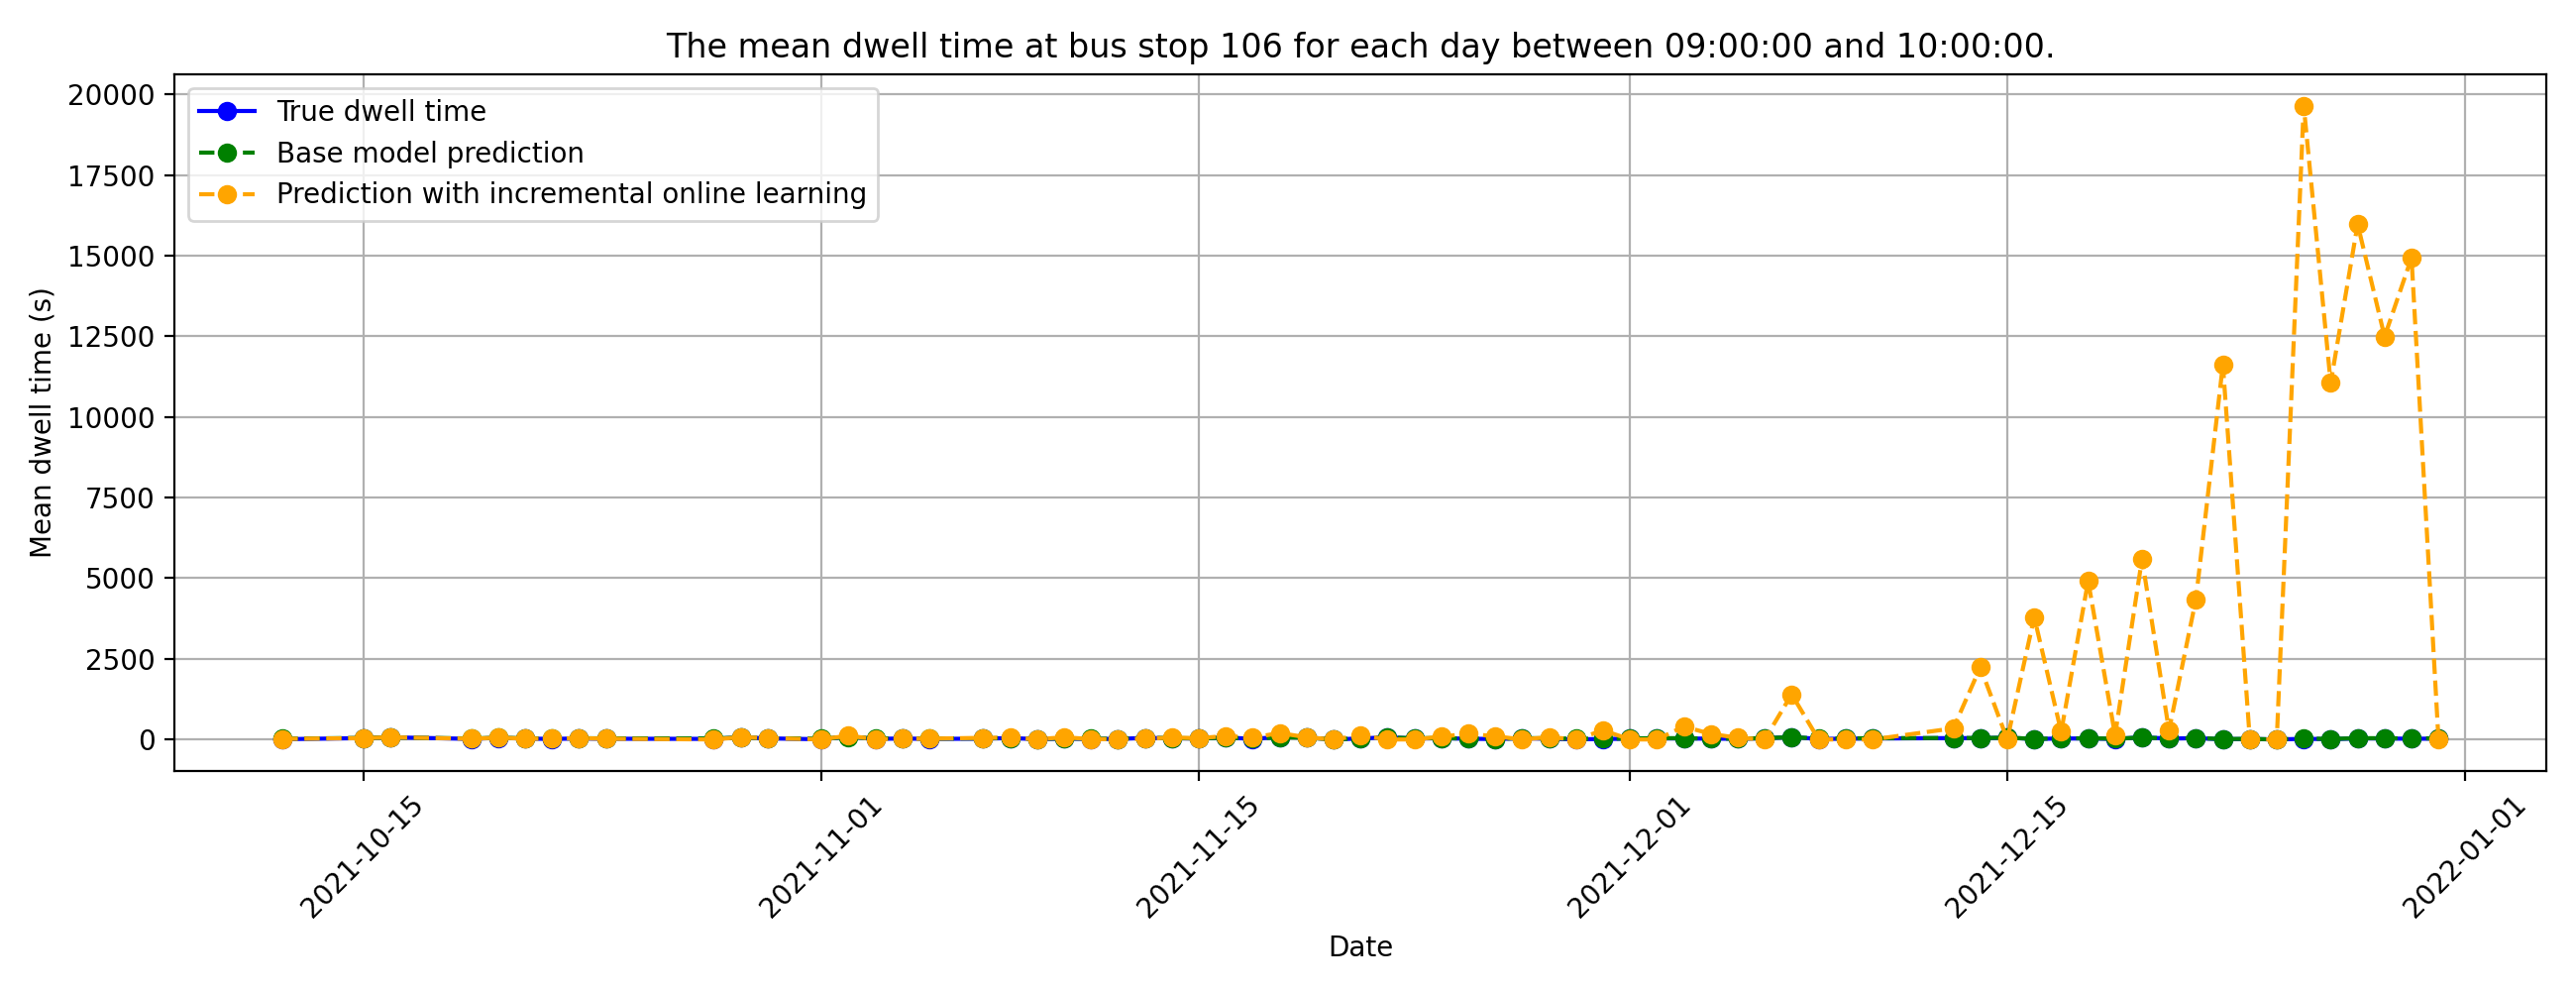 The mean dwell time at bus stop 106 for each day between 09:00:00 and 10:00:00.
True dwell time
Base model prediction
Prediction with incremental online learning
20000
17500
15000
12500
10000
7500
5000
2500
0
Mean dwell time (s)
2021-10-15
2021-11-01
2021-11-15
2021-12-01
2021-12-15
2022-01-01
Date